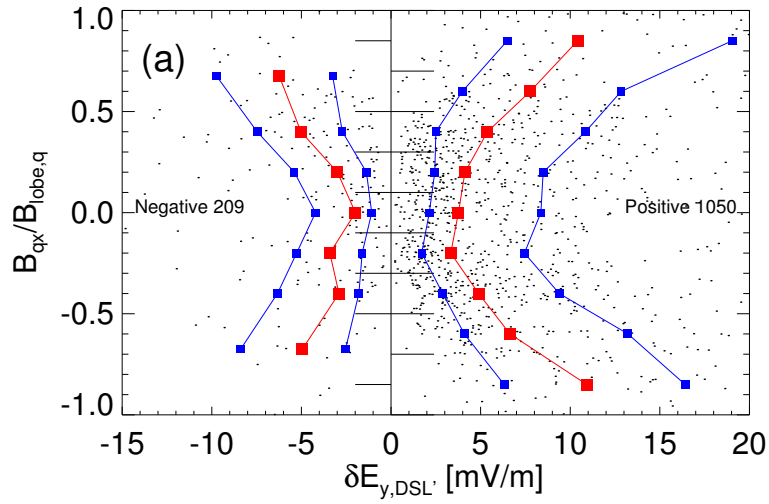 (a)
1.0
0.5
0.0
-0.5
-1.0
B_qx/B_lobe,q
Negative 209
Positive 1050
-15 -10 -5 0 5 10 15 20
δE_y,DSL' [mV/m]